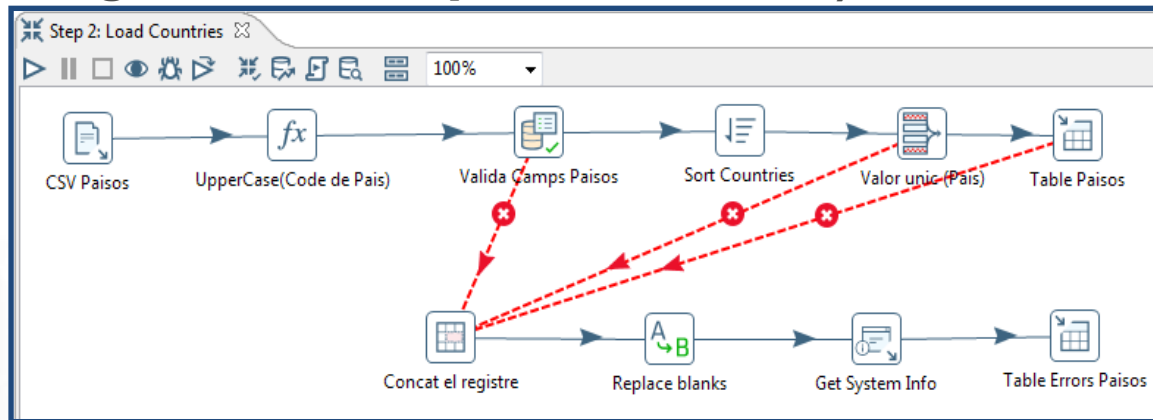 Step 2: Load Countries
100%
CSV Paisos
UpperCase(Code de Pais)
Valida Camps Paisos
Sort Countries
Valor unic (Pais)
Table Paisos
Concat el registre
Replace blanks
Get System Info
Table Errors Paisos